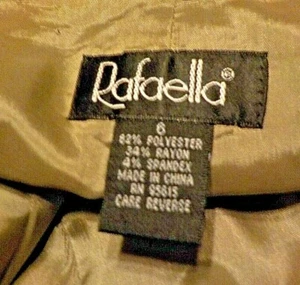 Rafaella®
6
62% POLYESTER
34% RAYON
4% SPANDEX
MADE IN CHINA
RN 95615
CARE REVERSE